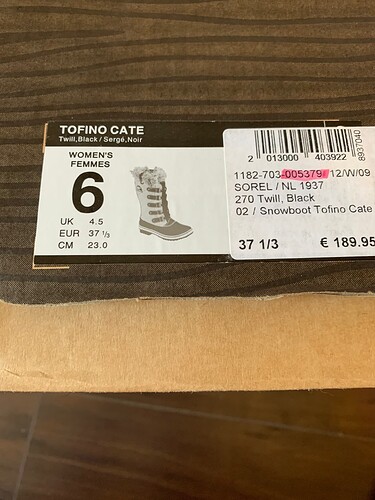 TOFINO CATE
Twill,Black / Sergé,Noir
WOMEN'S
FEMMES
6
UK 4.5
EUR 37 1/3
CM 23.0
2 013000 403922
8937040
1182-703-005379/ 12/W/09
SOREL / NL 1937
270 Twill, Black
02 / Snowboot Tofino Cate
37 1/3 € 189.95